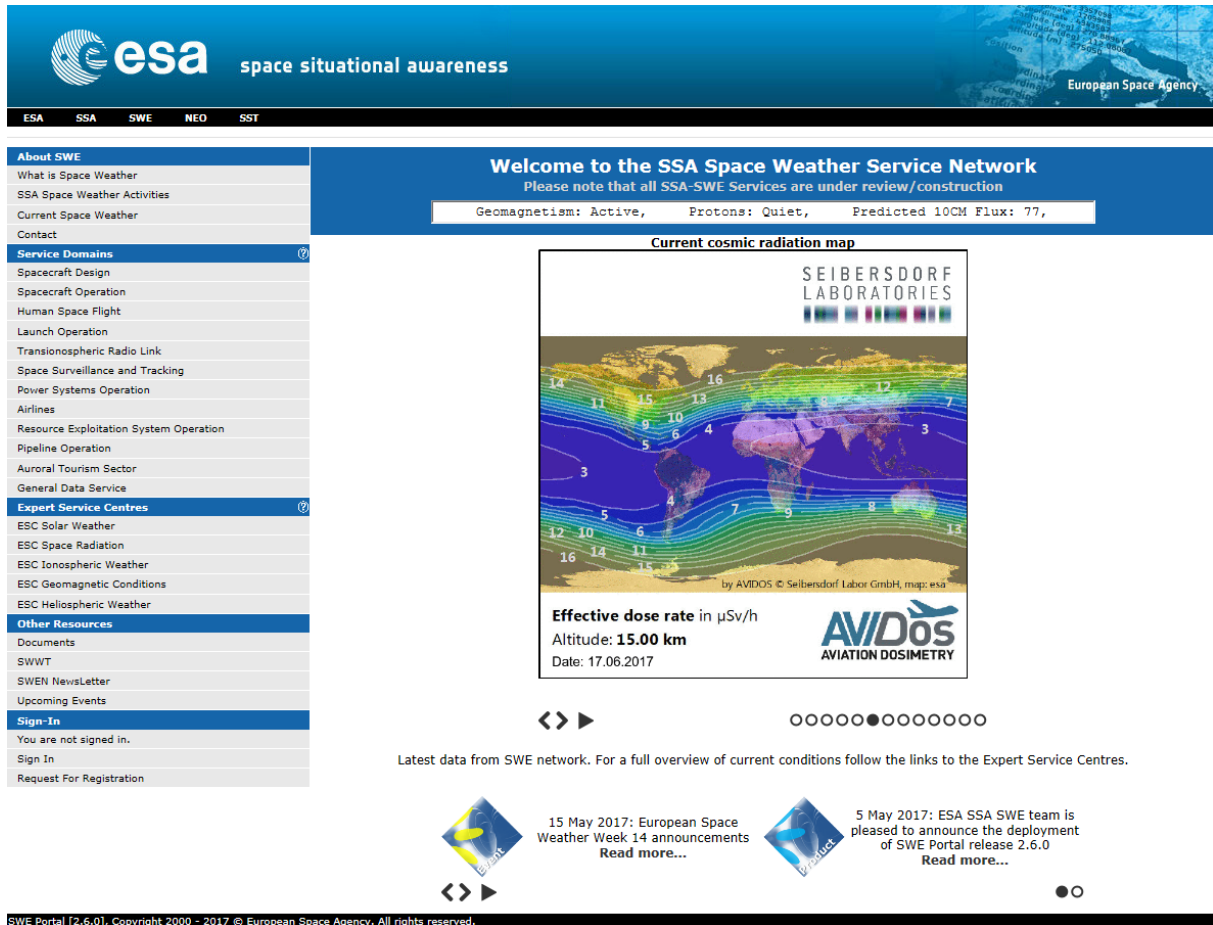 esa
space situational awareness
European Space Agency
ESA SSA SWE NEO SST
About SWE
What is Space Weather
SSA Space Weather Activities
Current Space Weather
Contact
Service Domains
Spacecraft Design
Spacecraft Operation
Human Space Flight
Launch Operation
Transionospheric Radio Link
Space Surveillance and Tracking
Power Systems Operation
Airlines
Resource Exploitation System Operation
Pipeline Operation
Auroral Tourism Sector
General Data Service
Expert Service Centres
ESC Solar Weather
ESC Space Radiation
ESC Ionospheric Weather
ESC Geomagnetic Conditions
ESC Heliospheric Weather
Other Resources
Documents
SWWT
SWEN NewsLetter
Upcoming Events
Sign-In
You are not signed in.
Sign In
Request For Registration
Welcome to the SSA Space Weather Service Network
Please note that all SSA-SWE Services are under review/construction
Geomagnetism: Active, Protons: Quiet, Predicted 10CM Flux: 77,
Current cosmic radiation map
SEIBERSDORF
LABORATORIES
14 16 12
11 15 13 8 7
10
9 6 4 3
5
3
4
5 7 9 8
12 10 6 13
16 14 11
15
by AVIDOS © Seibersdorf Labor GmbH, map: esa
Effective dose rate in µSv/h
Altitude: 15.00 km
Date: 17.06.2017
AVIDOS
AVIATION DOSIMETRY
Latest data from SWE network. For a full overview of current conditions follow the links to the Expert Service Centres.
Event
15 May 2017: European Space
Weather Week 14 announcements
Read more...
Product
5 May 2017: ESA SSA SWE team is
pleased to announce the deployment
of SWE Portal release 2.6.0
Read more...
SWE Portal [2.6.0]. Copyright 2000 - 2017 © European Space Agency. All rights reserved.